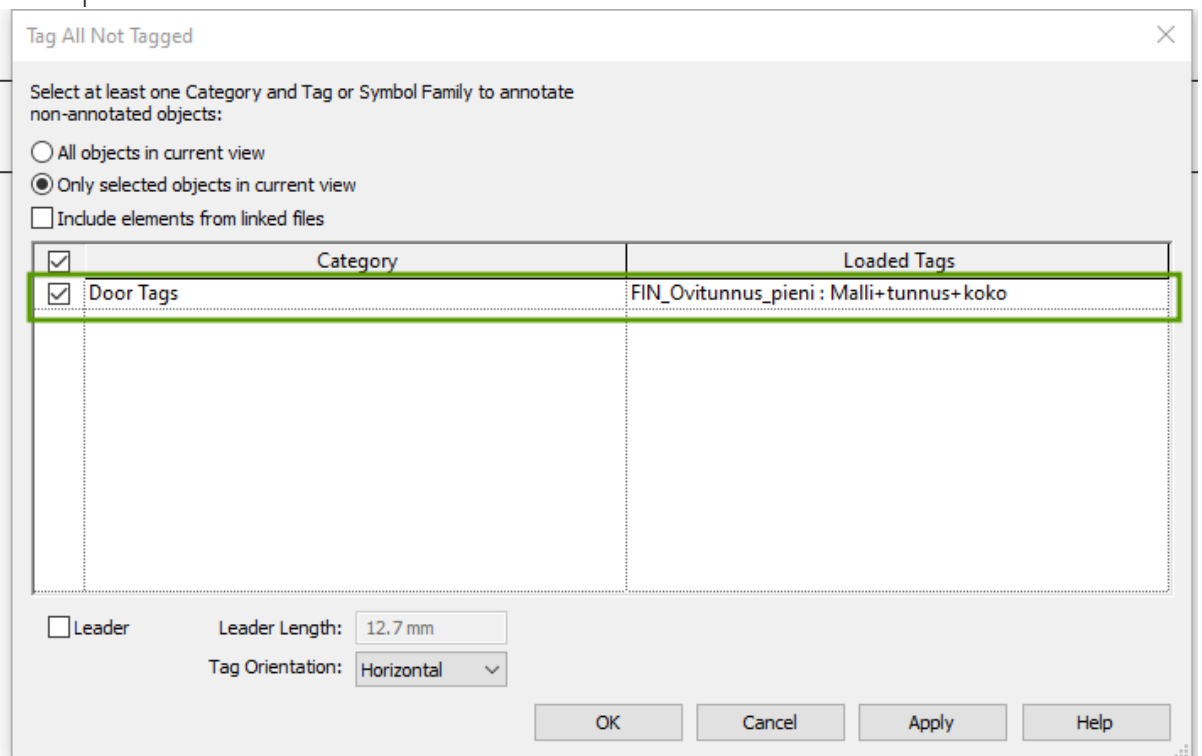 Tag All Not Tagged
Select at least one Category and Tag or Symbol Family to annotate
non-annotated objects:
All objects in current view
Only selected objects in current view
Include elements from linked files
Category Loaded Tags
Door Tags FIN_Ovitunnus_pieni : Malli+tunnus+koko
Leader Leader Length: 12.7 mm
Tag Orientation: Horizontal
OK Cancel Apply Help